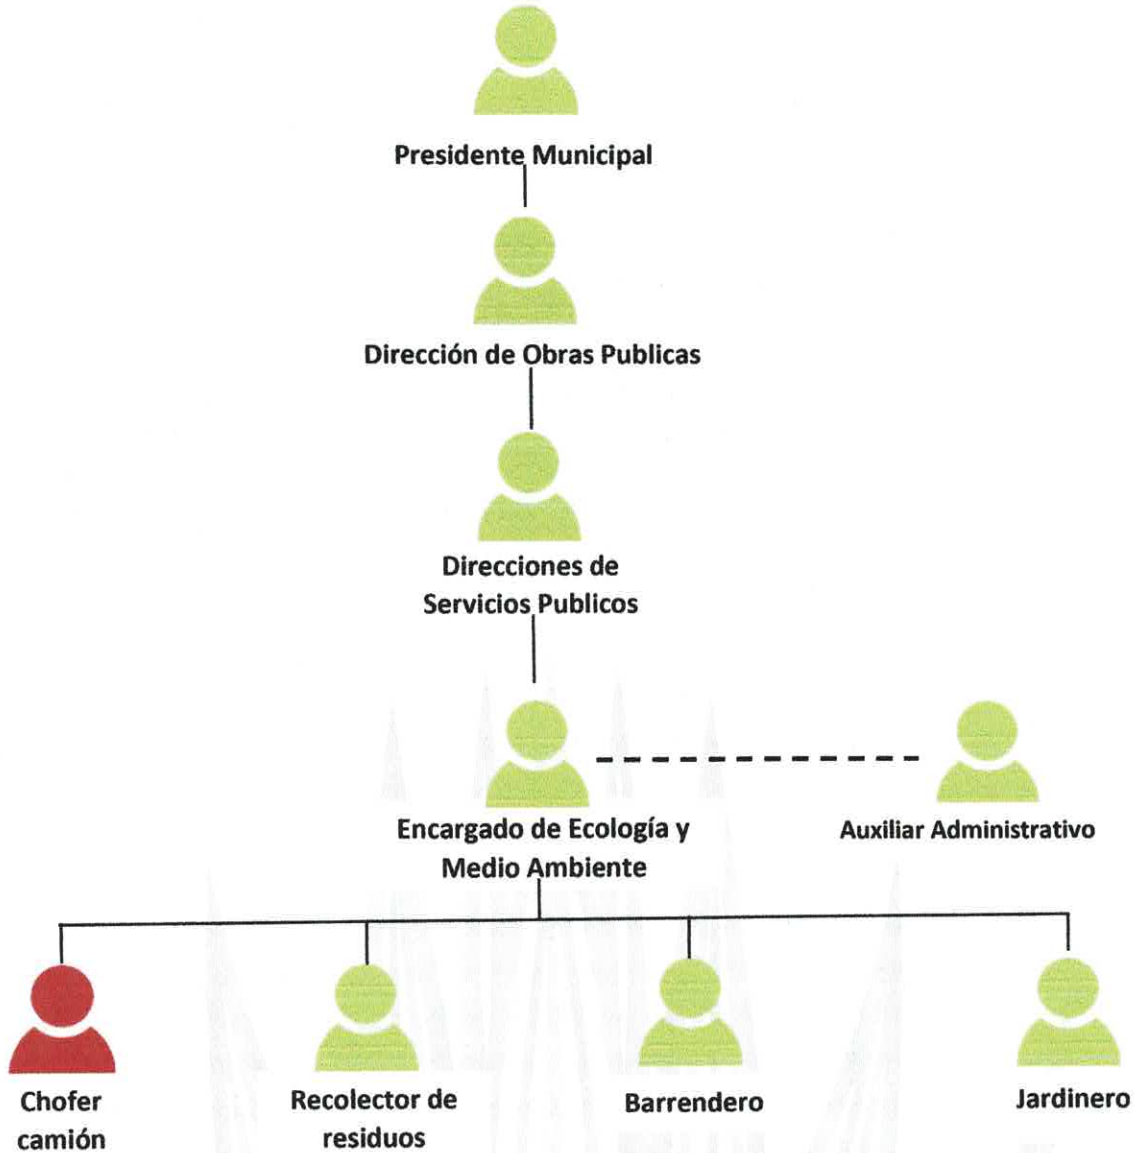 Presidente Municipal
Dirección de Obras Publicas
Direcciones de
Servicios Publicos
Encargado de Ecología y
Medio Ambiente
Auxiliar Administrativo
Chofer
camión
Recolector de
residuos
Barrendero
Jardinero